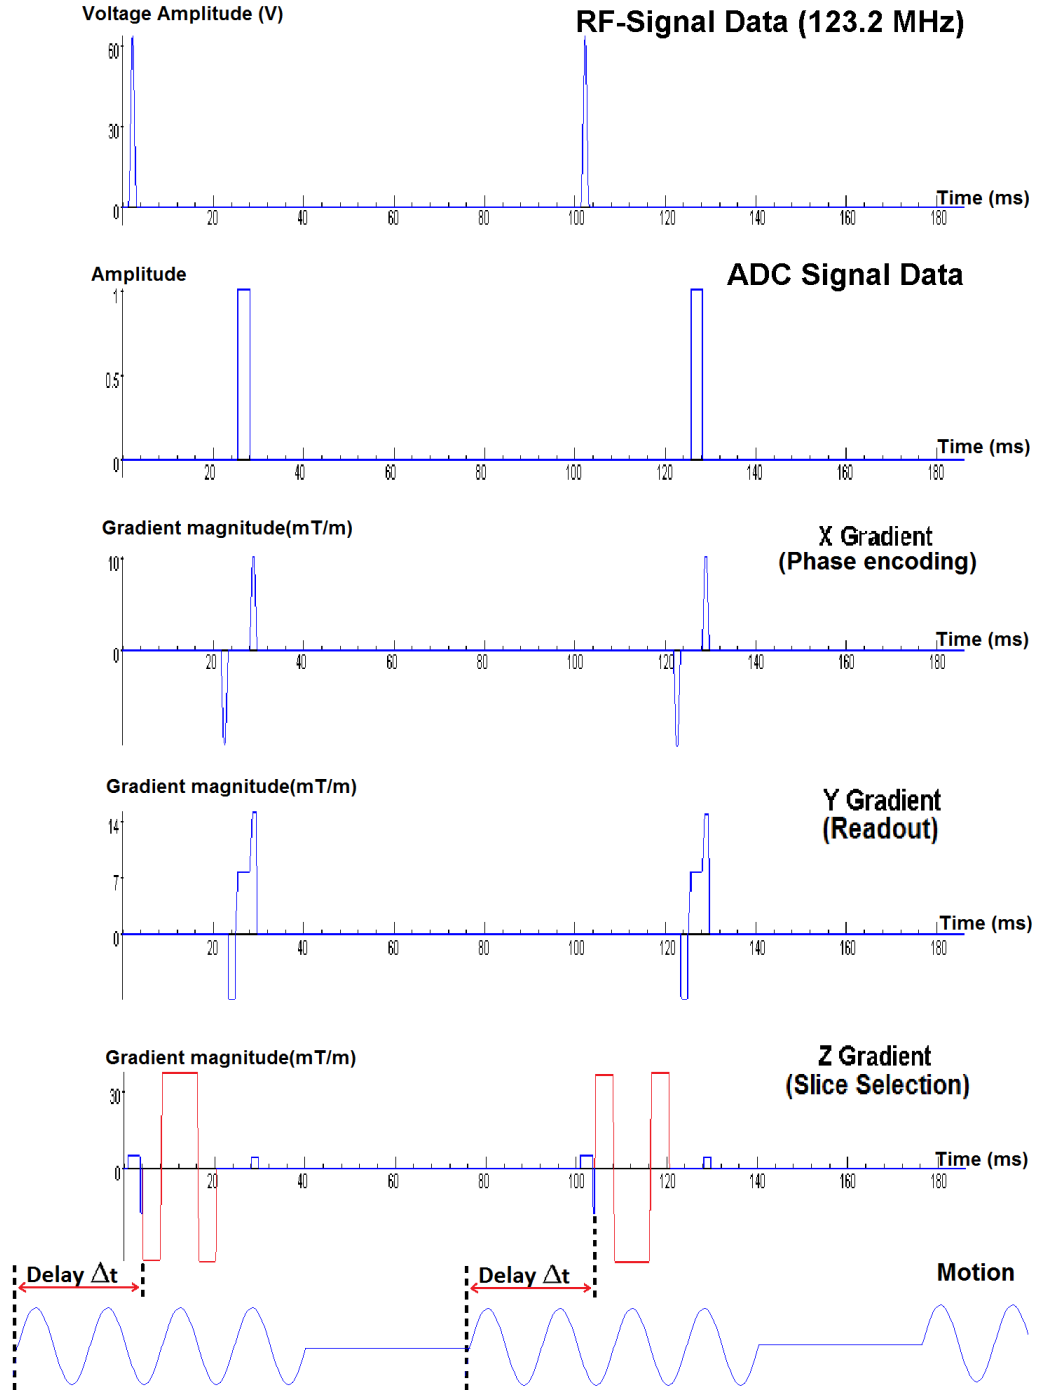 Voltage Amplitude (V)
RF-Signal Data (123.2 MHz)
60
30
0
20 40 60 80 100 120 140 160 180
Time (ms)
Amplitude
ADC Signal Data
1
0.5
0
20 40 60 80 100 120 140 160 180
Time (ms)
Gradient magnitude(mT/m)
X Gradient
(Phase encoding)
10
0
20 40 60 80 100 120 140 160 180
Time (ms)
Gradient magnitude(mT/m)
Y Gradient
(Readout)
14
7
0
20 40 60 80 100 120 140 160 180
Time (ms)
Gradient magnitude(mT/m)
Z Gradient
(Slice Selection)
30
0
20 40 60 80 100 120 140 160 180
Time (ms)
Delay Δt
Delay Δt
Motion